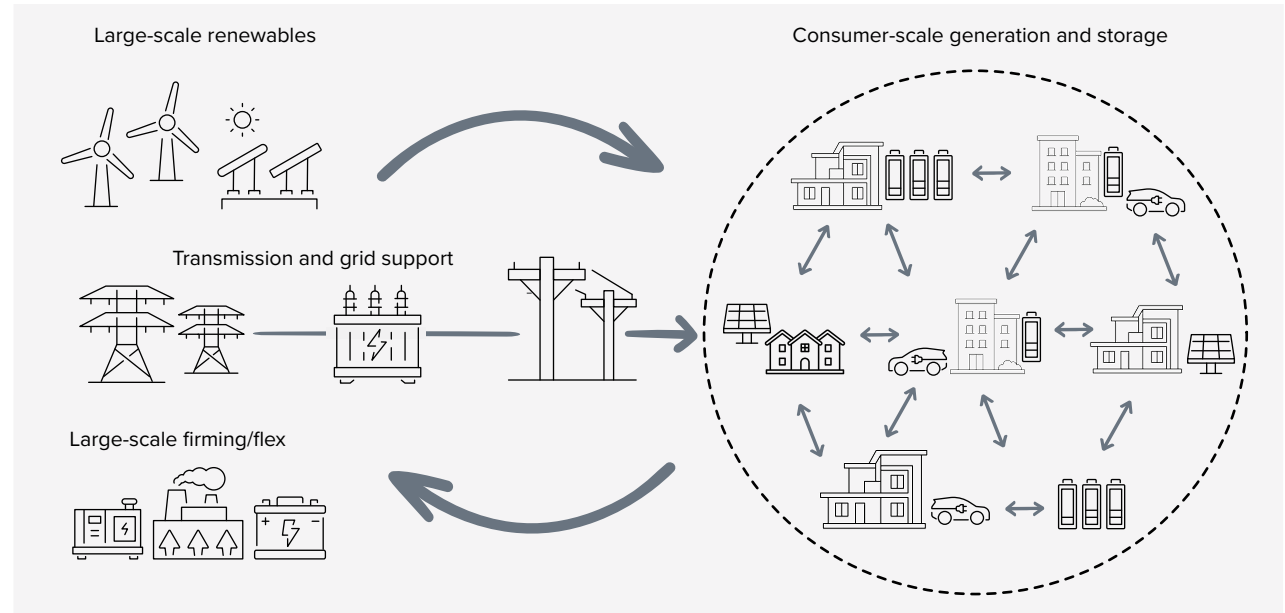 Large-scale renewables
Consumer-scale generation and storage
Transmission and grid support
Large-scale firming/flex